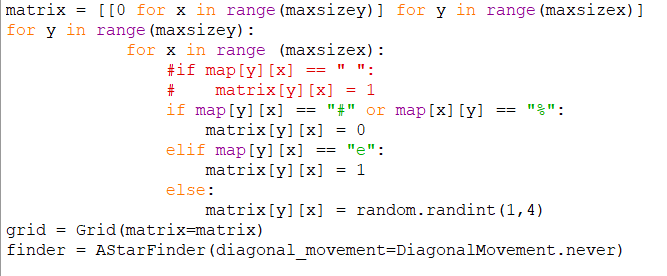 matrix = [[0 for x in range(maxsizey)] for y in range(maxsizex)]
for y in range(maxsizey):
            for x in range (maxsizex):
                #if map[y][x] == " ":
                #    matrix[y][x] = 1
                if map[y][x] == "#" or map[x][y] == "%":
                    matrix[y][x] = 0
                elif map[y][x] == "e":
                    matrix[y][x] = 1
                else:
                    matrix[y][x] = random.randint(1,4)
grid = Grid(matrix=matrix)
finder = AStarFinder(diagonal_movement=DiagonalMovement.never)